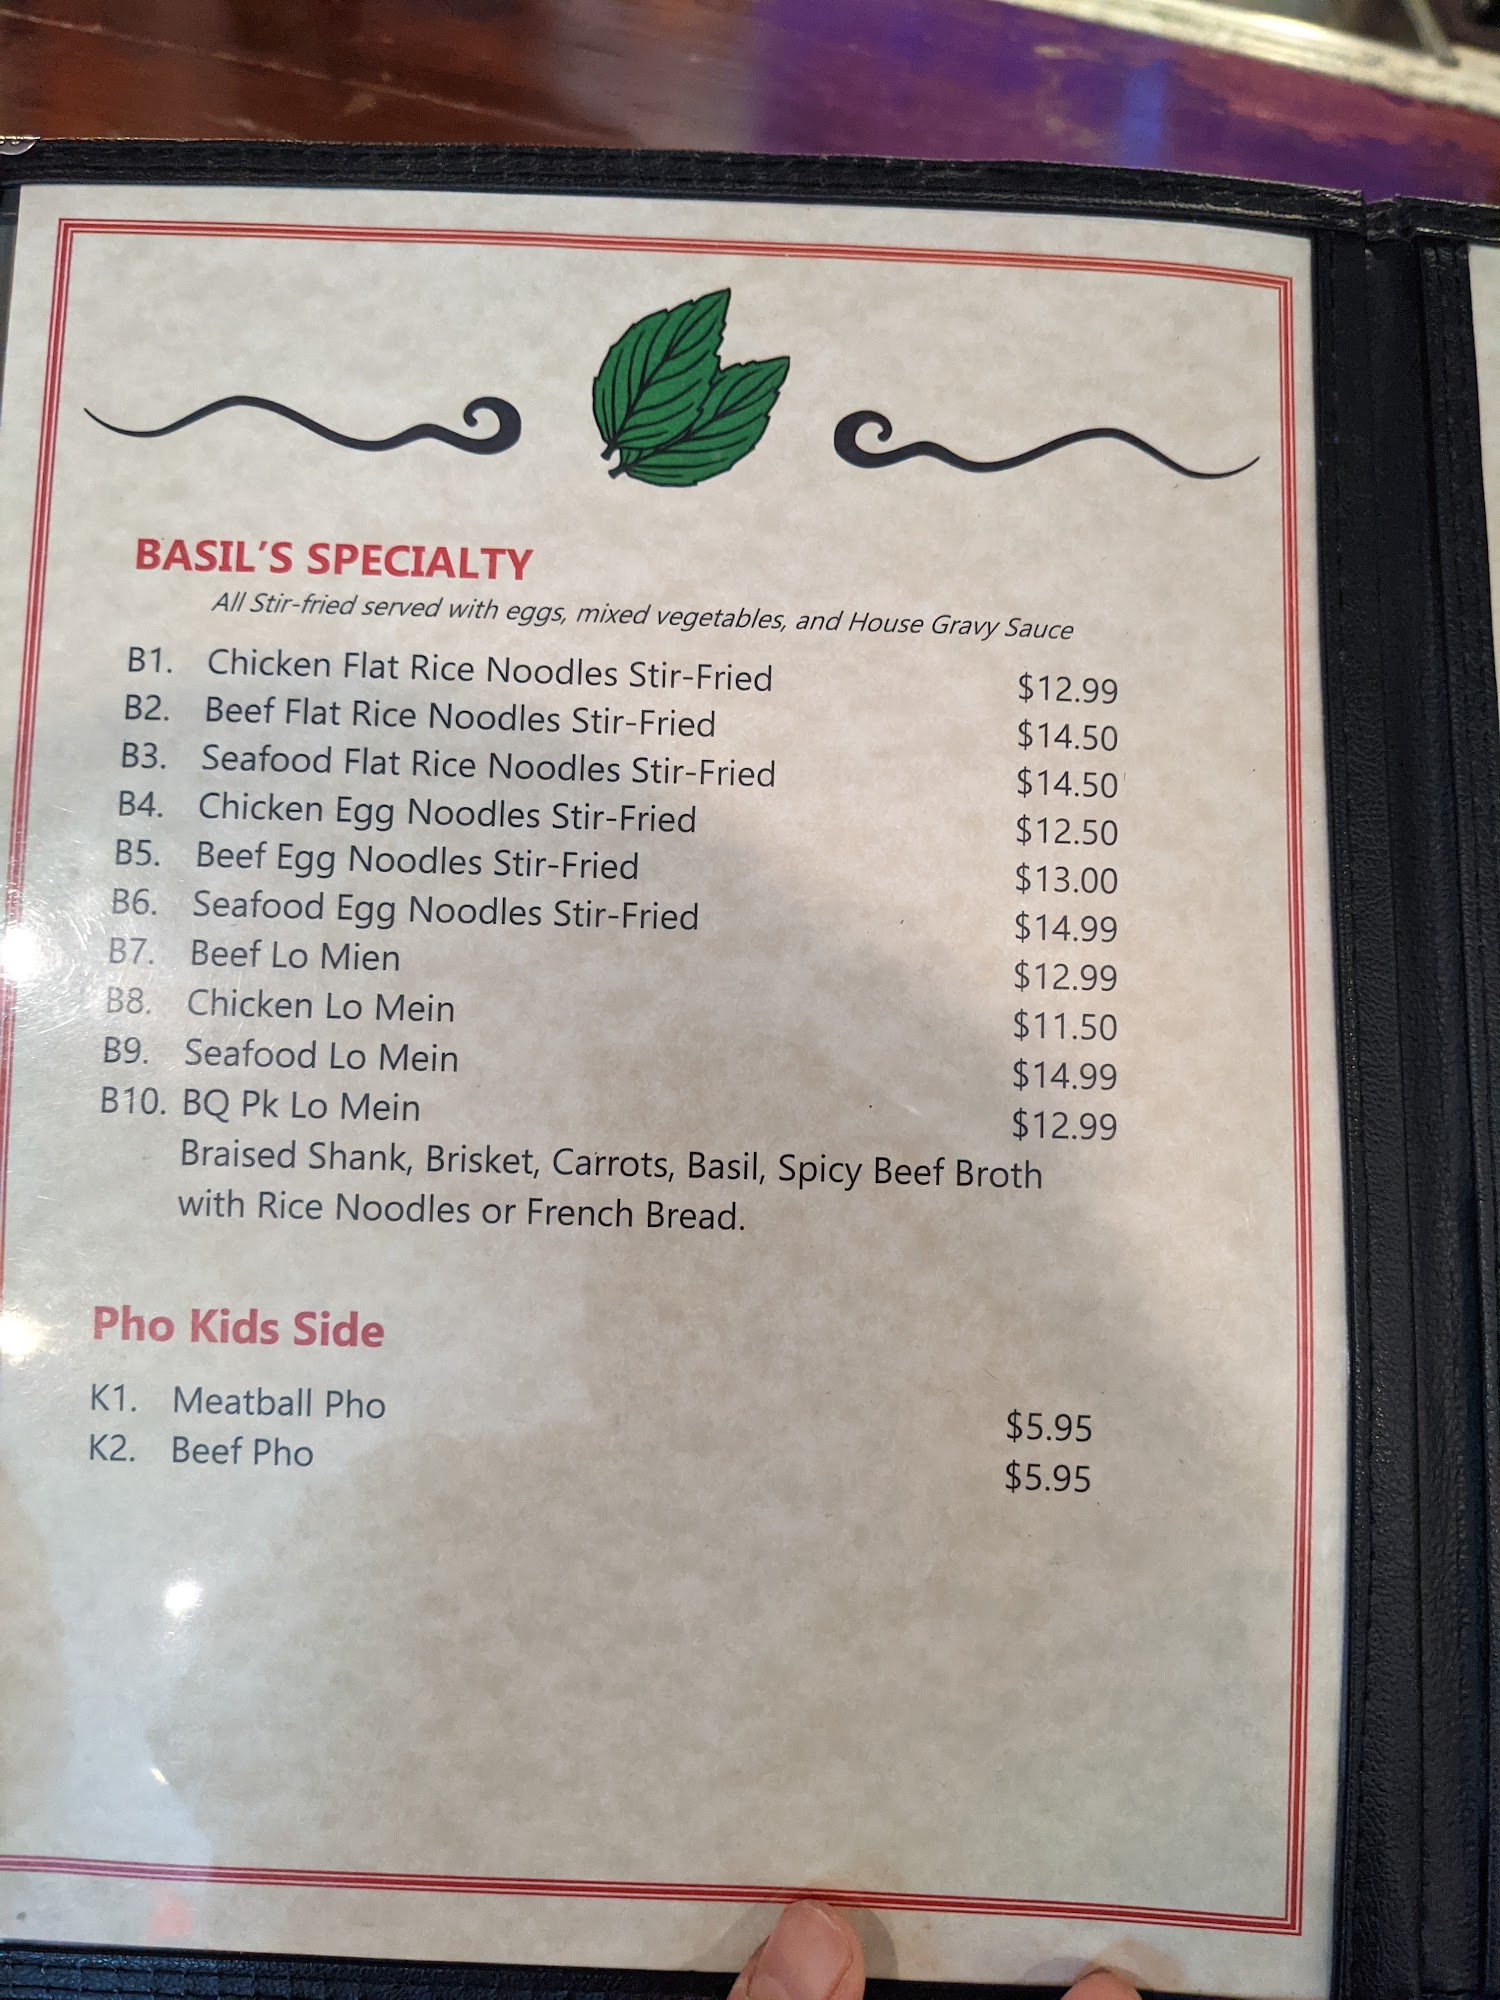 BASIL'S SPECIALTY
All Stir-fried served with eggs, mixed vegetables, and House Gravy Sauce
B1. Chicken Flat Rice Noodles Stir-Fried $12.99
B2. Beef Flat Rice Noodles Stir-Fried $14.50
B3. Seafood Flat Rice Noodles Stir-Fried $14.50
B4. Chicken Egg Noodles Stir-Fried $12.50
B5. Beef Egg Noodles Stir-Fried $13.00
B6. Seafood Egg Noodles Stir-Fried $14.99
B7. Beef Lo Mien $12.99
B8. Chicken Lo Mein $11.50
B9. Seafood Lo Mein $14.99
B10. BQ Pk Lo Mein $12.99
Braised Shank, Brisket, Carrots, Basil, Spicy Beef Broth
with Rice Noodles or French Bread.
Pho Kids Side
K1. Meatball Pho $5.95
K2. Beef Pho $5.95